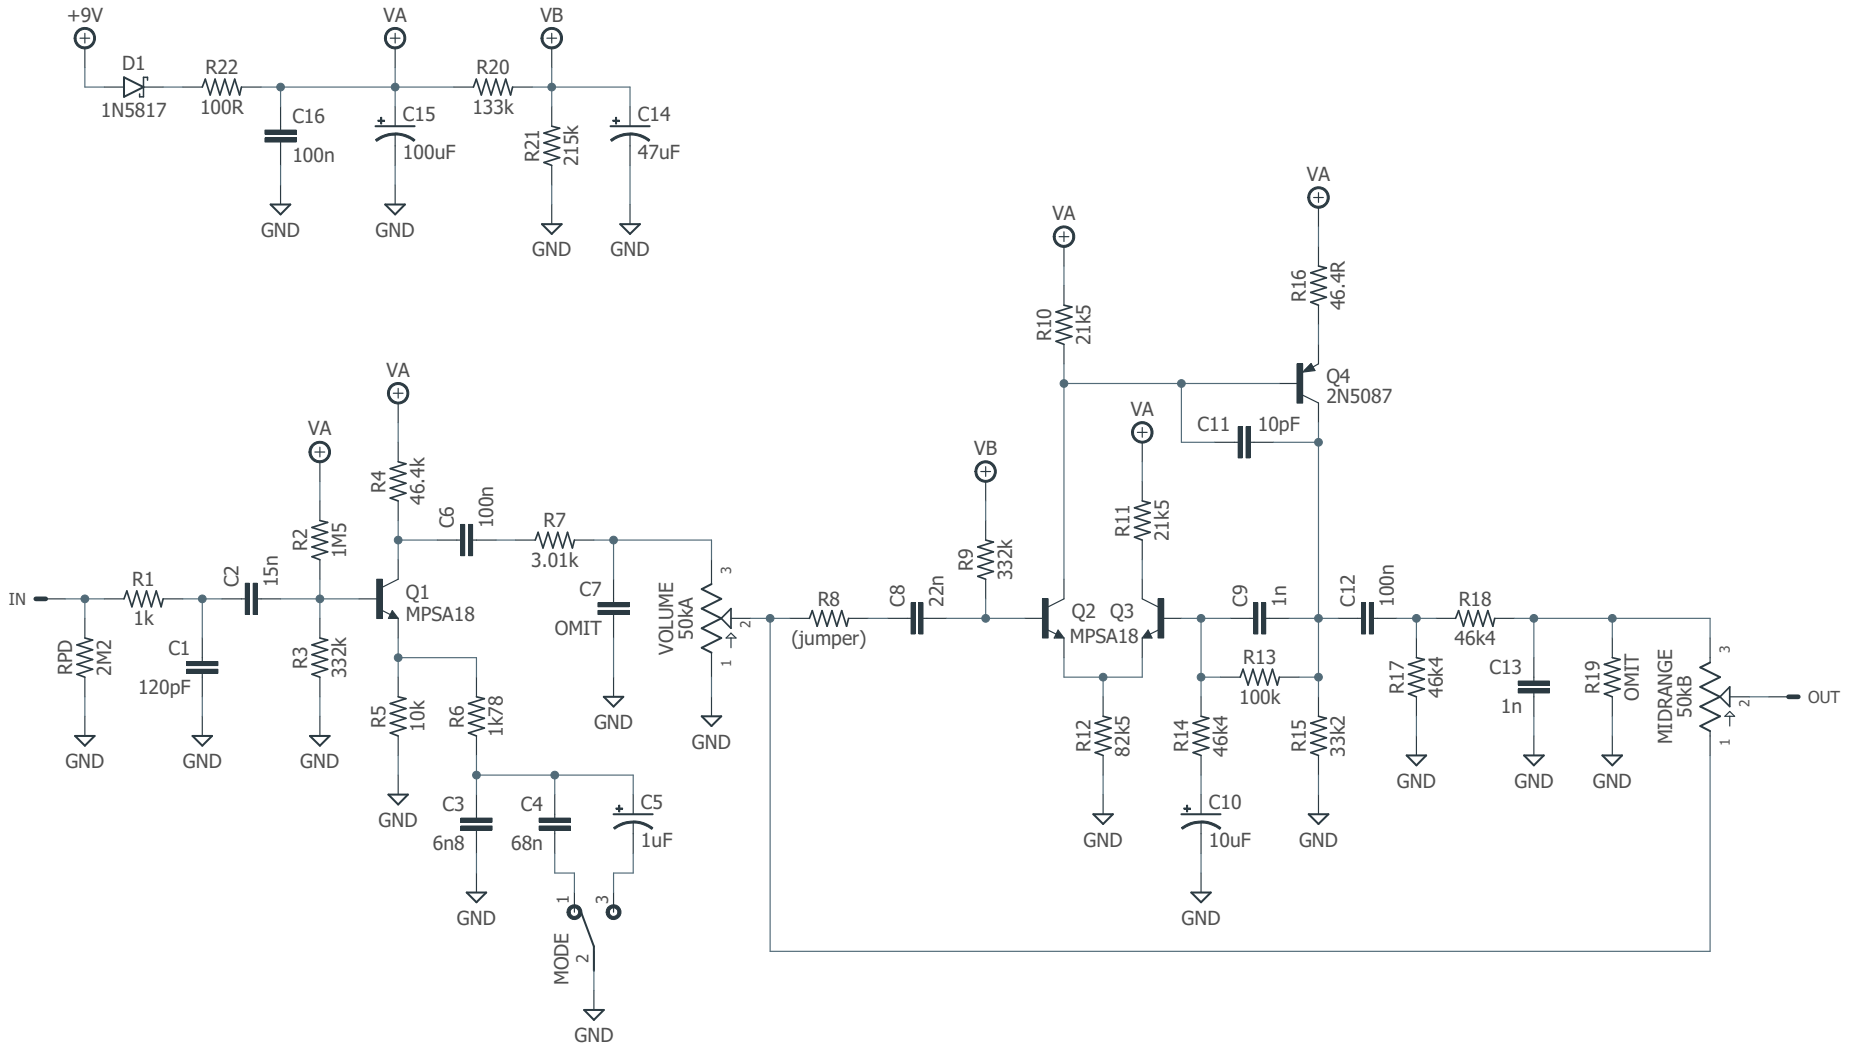 +9V
VA
VB
D1
1N5817
R22
100R
C16
100n
C15
100uF
R20
133k
R21
215k
C14
47uF
GND
GND
GND
GND
VA
R16
46.4R
VA
R10
21k5
Q4
2N5087
C11
10pF
VA
R11
21k5
VB
R9
332k
VA
R4
46.4k
VA
R2
1M5
C6
100n
R7
3.01k
C7
OMIT
GND
VOLUME
50kA
3
2
1
GND
IN
RPD
2M2
GND
R1
1k
C1
120pF
GND
C2
15n
R3
332k
GND
Q1
MPSA18
R5
10k
GND
R6
1k78
C3
6n8
GND
C4
68n
C5
1uF
1
3
MODE
2
GND
R8
(jumper)
C8
22n
Q2
Q3
MPSA18
R12
82k5
GND
C9
1n
R13
100k
R14
46k4
C10
10uF
GND
R15
33k2
GND
C12
100n
R17
46k4
GND
R18
46k4
C13
1n
GND
R19
OMIT
GND
MIDRANGE
50kB
3
2
1
OUT